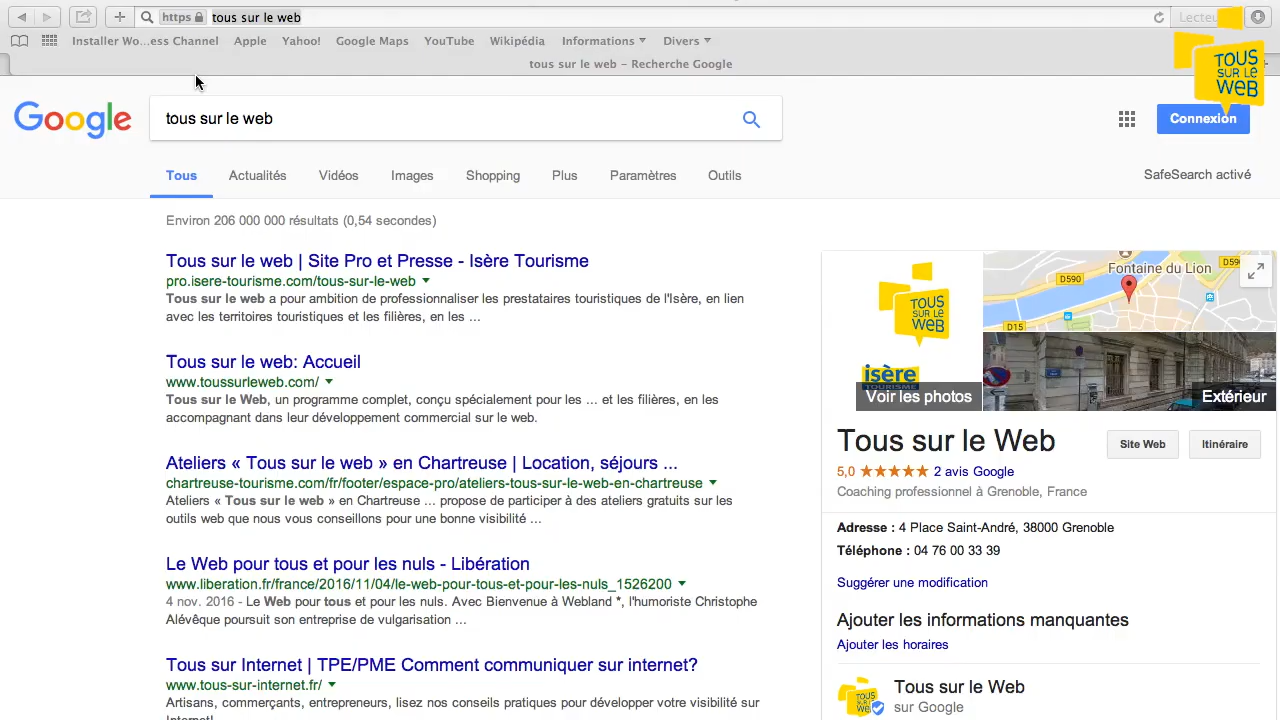 https tous sur le web
Installer Wo...ess Channel Apple Yahoo! Google Maps YouTube Wikipédia Informations Divers
tous sur le web – Recherche Google
TOUS
SUR LE
WEB
Google tous sur le web
Connexion
Tous Actualités Vidéos Images Shopping Plus Paramètres Outils
SafeSearch activé
Environ 206 000 000 résultats (0,54 secondes)
Tous sur le web | Site Pro et Presse - Isère Tourisme
pro.isere-tourisme.com/tous-sur-le-web
Tous sur le web a pour ambition de professionnaliser les prestataires touristiques de l'Isère, en lien
avec les territoires touristiques et les filières, en les ...
Tous sur le web: Accueil
www.toussurleweb.com/
Tous sur le Web, un programme complet, conçu spécialement pour les ... et les filières, en les
accompagnant dans leur développement commercial sur le web.
Ateliers « Tous sur le web » en Chartreuse | Location, séjours ...
chartreuse-tourisme.com/fr/footer/espace-pro/ateliers-tous-sur-le-web-en-chartreuse
Ateliers « Tous sur le web » en Chartreuse ... propose de participer à des ateliers gratuits sur les
outils web que nous vous conseillons pour une bonne visibilité ...
Le Web pour tous et pour les nuls - Libération
www.liberation.fr/france/2016/11/04/le-web-pour-tous-et-pour-les-nuls_1526200
4 nov. 2016 - Le Web pour tous et pour les nuls. Avec Bienvenue à Webland *, l'humoriste Christophe
Alévêque poursuit son entreprise de vulgarisation ...
Tous sur Internet | TPE/PME Comment communiquer sur internet?
www.tous-sur-internet.fr/
Artisans, commerçants, entrepreneurs, lisez nos conseils pratiques pour développer votre visibilité sur
Internet!
TOUS
SUR LE
WEB
isère
TOURISME
Voir les photos
Fontaine du Lion
D590
D590
D15
Extérieur
Tous sur le Web
Site Web Itinéraire
5,0 ★★★★★ 2 avis Google
Coaching professionnel à Grenoble, France
Adresse : 4 Place Saint-André, 38000 Grenoble
Téléphone : 04 76 00 33 39
Suggérer une modification
Ajouter les informations manquantes
Ajouter les horaires
TOUS
SUR LE
WEB
Tous sur le Web
sur Google